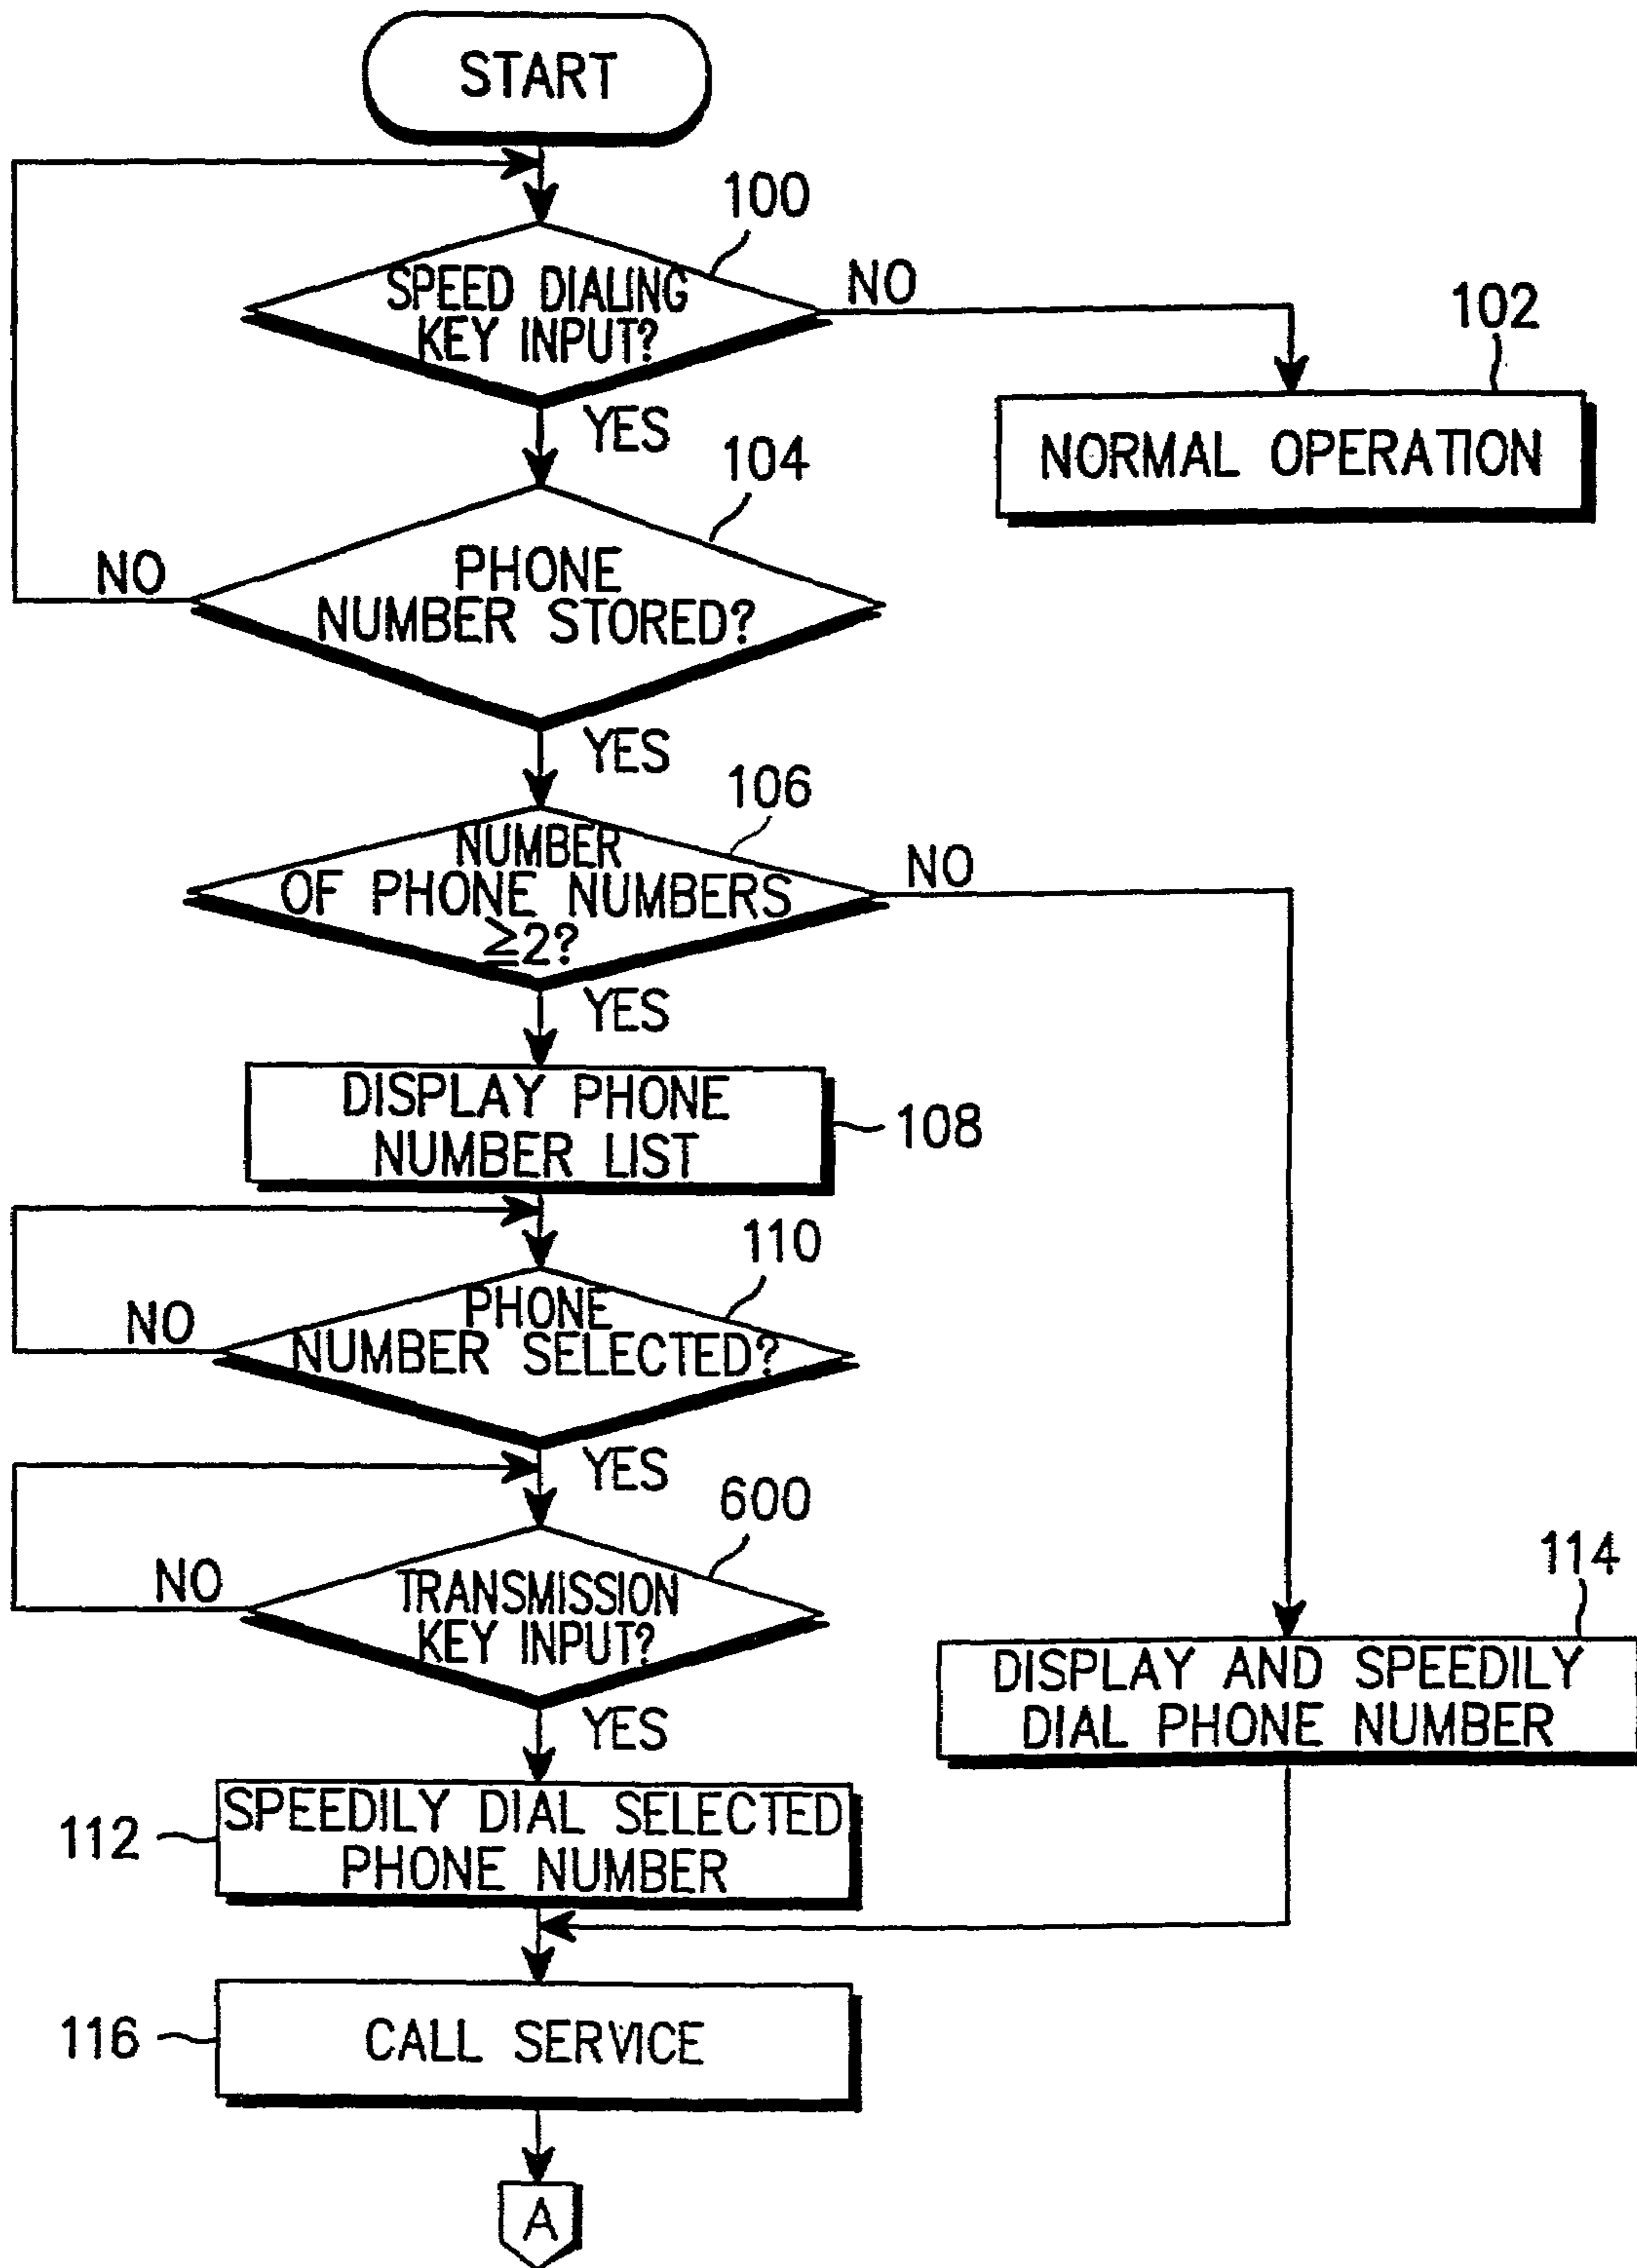 START
100
SPEED DIALING
KEY INPUT?
NO
102
NORMAL OPERATION
YES
104
PHONE
NUMBER STORED?
NO
YES
106
NUMBER
OF PHONE NUMBERS
≧2?
NO
YES
DISPLAY PHONE
NUMBER LIST
108
110
PHONE
NUMBER SELECTED?
NO
YES
600
TRANSMISSION
KEY INPUT?
NO
114
DISPLAY AND SPEEDILY
DIAL PHONE NUMBER
YES
112
SPEEDILY DIAL SELECTED
PHONE NUMBER
116
CALL SERVICE
A